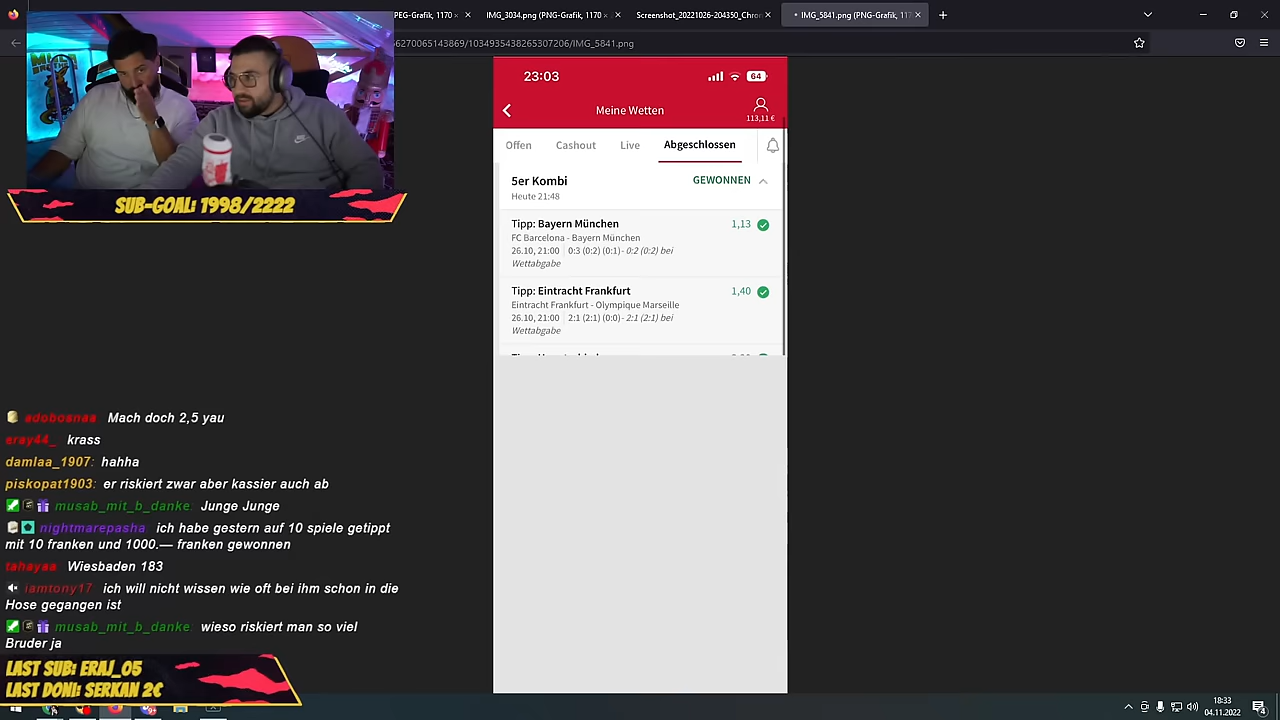 PEG-Grafik, 1170
IMG_3034.png (PNG-Grafik, 1170
Screenshot_20221026-204350_Chro
IMG_5841.png (PNG-Grafik, 11
6270065143869/1034935438265307206/IMG_5841.png
23:03
64
Meine Wetten
113,11 €
Offen
Cashout
Live
Abgeschlossen
5er Kombi
GEWONNEN
Heute 21:48
Tipp: Bayern München
1,13
FC Barcelona - Bayern München
26.10, 21:00 | 0:3 (0:2) (0:1) - 0:2 (0:2) bei
Wettabgabe
Tipp: Eintracht Frankfurt
1,40
Eintracht Frankfurt - Olympique Marseille
26.10, 21:00 | 2:1 (2:1) (0:0) - 2:1 (2:1) bei
Wettabgabe
SUB-GOAL: 1998/2222
adobosnaa Mach doch 2,5 yau
eray44_ krass
damlaa_1907: hahha
piskopat1903: er riskiert zwar aber kassier auch ab
musab_mit_b_danke: Junge Junge
nightmarepasha ich habe gestern auf 10 spiele getippt
mit 10 franken und 1000.— franken gewonnen
tahayaa Wiesbaden 183
iamtony17 ich will nicht wissen wie oft bei ihm schon in die
Hose gegangen ist
musab_mit_b_danke: wieso riskiert man so viel
Bruder ja
LAST SUB: ERAJ_05
LAST DONI: SERKAN 2€
18:33
04.11.2022